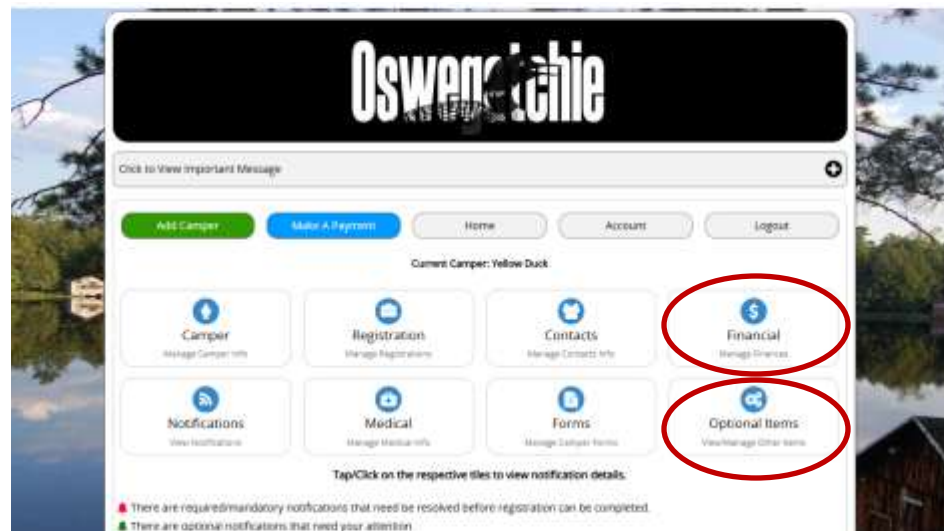 Oswegatchie
Click to View Important Message
Add Camper Make A Payment Home Account Logout
Current Camper: Yellow Duck
Camper Registration Contacts Financial
Manage Camper Info Manage Registrations Manage Contacts Info Manage Finances
Notifications Medical Forms Optional Items
View Notifications Manage Medical Info Manage Camper Forms View/Manage Other Items
Tap/Click on the respective tiles to view notification details.
There are required/mandatory notifications that need be resolved before registration can be completed.
There are optional notifications that need your attention